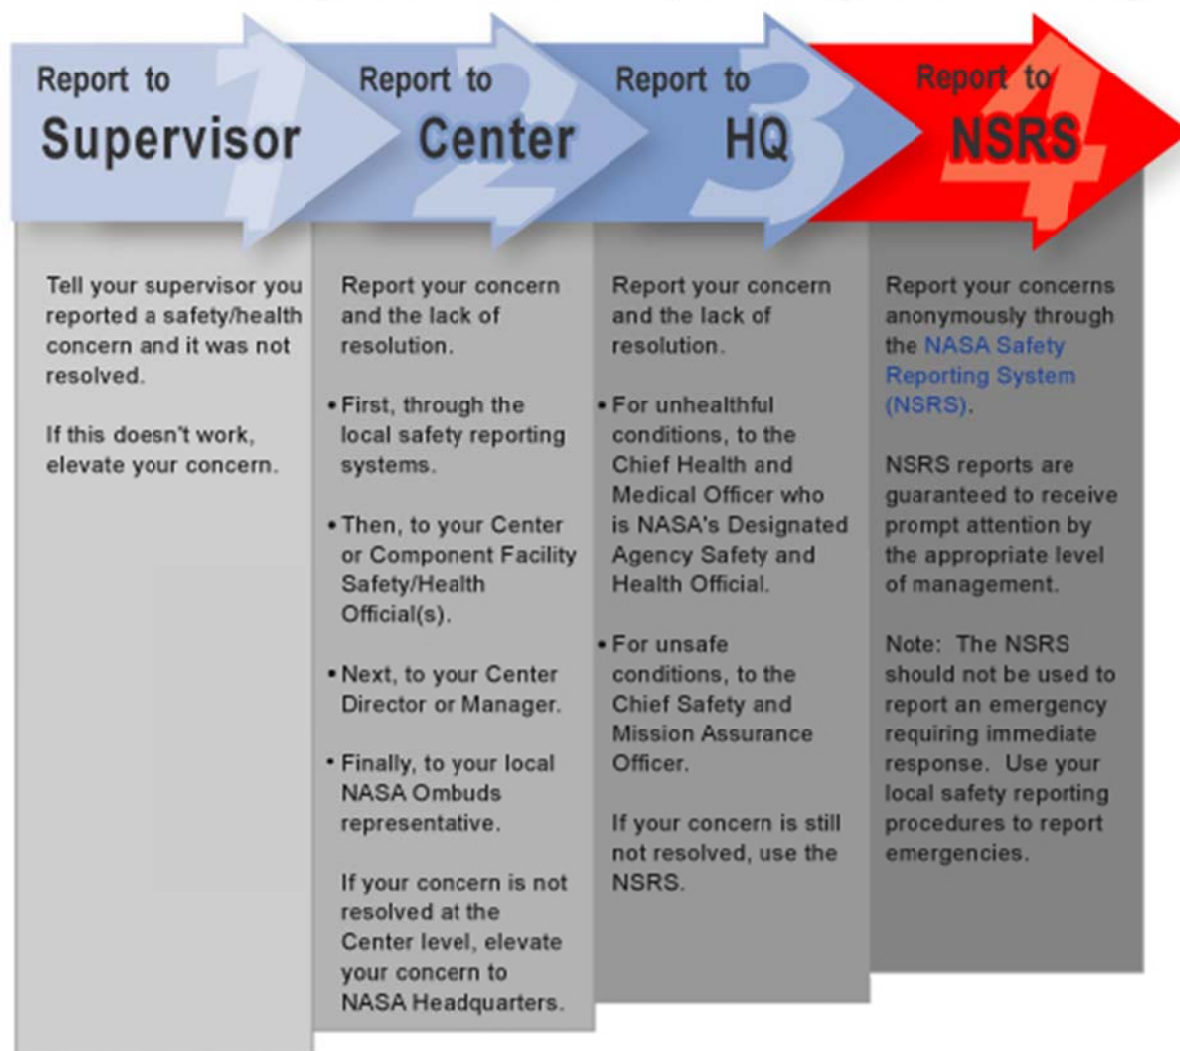 Report to
Supervisor
1
Tell your supervisor you
reported a safety/health
concern and it was not
resolved.
If this doesn't work,
elevate your concern.
Report to
Center
2
Report your concern
and the lack of
resolution.
• First, through the
local safety reporting
systems.
• Then, to your Center
or Component Facility
Safety/Health
Official(s).
• Next, to your Center
Director or Manager.
• Finally, to your local
NASA Ombuds
representative.
If your concern is not
resolved at the
Center level, elevate
your concern to
NASA Headquarters.
Report to
HQ
3
Report your concern
and the lack of
resolution.
• For unhealthful
conditions, to the
Chief Health and
Medical Officer who
is NASA's Designated
Agency Safety and
Health Official.
• For unsafe
conditions, to the
Chief Safety and
Mission Assurance
Officer.
If your concern is still
not resolved, use the
NSRS.
Report to
NSRS
4
Report your concerns
anonymously through
the NASA Safety
Reporting System
(NSRS).
NSRS reports are
guaranteed to receive
prompt attention by
the appropriate level
of management.
Note: The NSRS
should not be used to
report an emergency
requiring immediate
response. Use your
local safety reporting
procedures to report
emergencies.